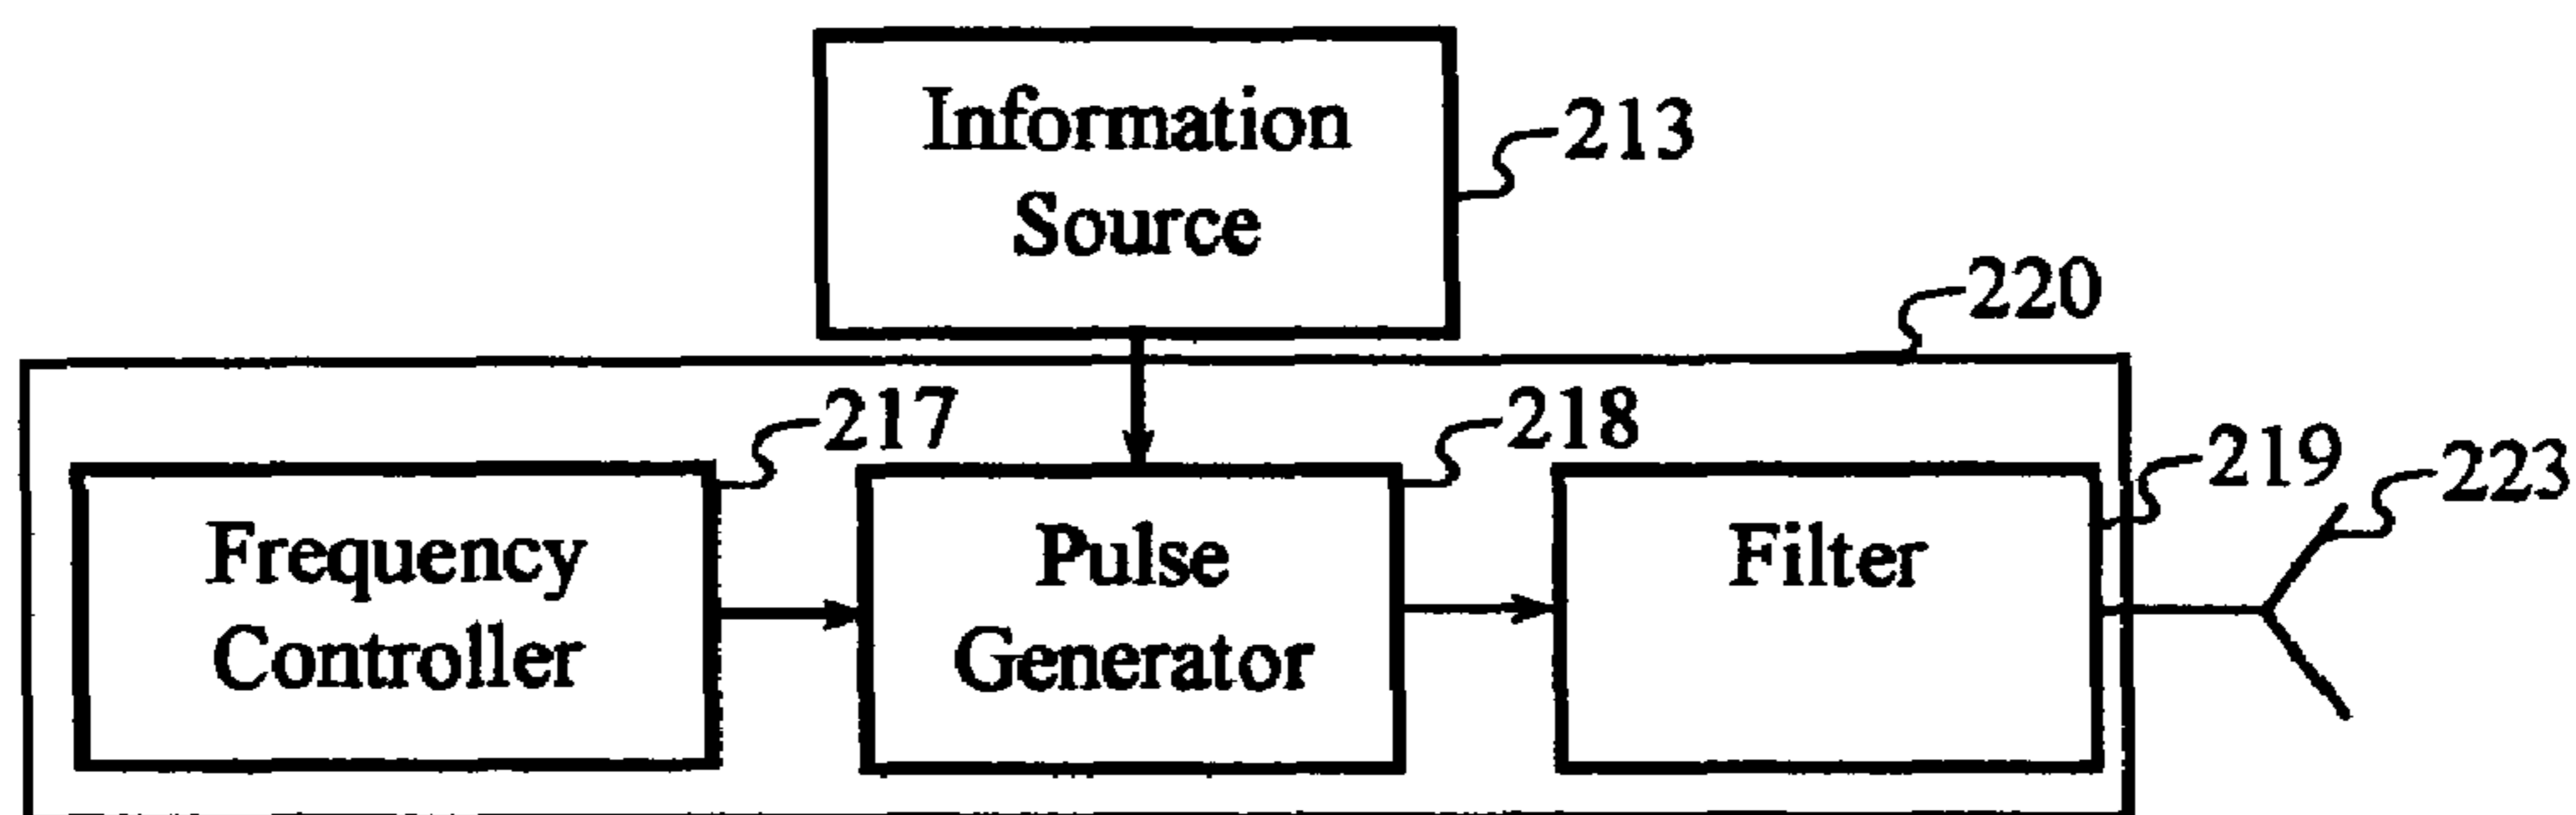 Information
Source
213
220
217
218
219
223
Frequency
Controller
Pulse
Generator
Filter